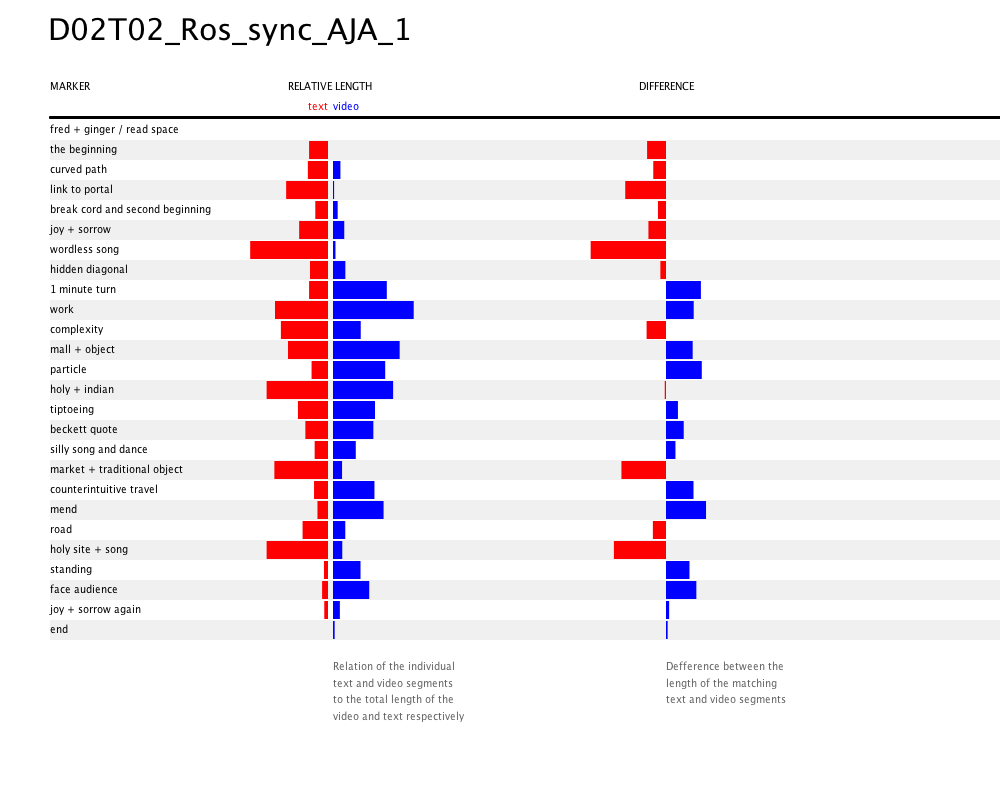 D02T02_Ros_sync_AJA_1
MARKER RELATIVE LENGTH DIFFERENCE
text video
fred + ginger / read space
the beginning
curved path
link to portal
break cord and second beginning
joy + sorrow
wordless song
hidden diagonal
1 minute turn
work
complexity
mall + object
particle
holy + indian
tiptoeing
beckett quote
silly song and dance
market + traditional object
counterintuitive travel
mend
road
holy site + song
standing
face audience
joy + sorrow again
end
Relation of the individual
text and video segments
to the total length of the
video and text respectively
Defference between the
length of the matching
text and video segments